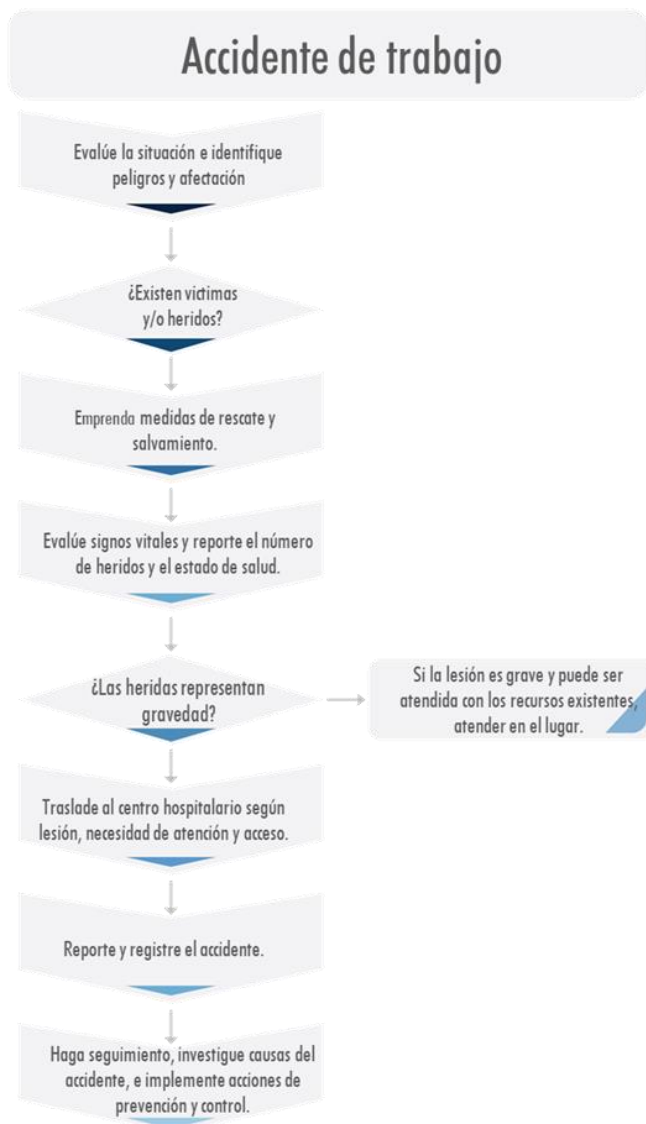 Accidente de trabajo
Evalúe la situación e identifique
peligros y afectación
¿Existen victimas
y/o heridos?
Emprenda medidas de rescate y
salvamiento.
Evalúe signos vitales y reporte el número
de heridos y el estado de salud.
¿Las heridas representan
gravedad?
Si la lesión es grave y puede ser
atendida con los recursos existentes,
atender en el lugar.
Traslade al centro hospitalario según
lesión, necesidad de atención y acceso.
Reporte y registre el accidente.
Haga seguimiento, investigue causas del
accidente, e implemente acciones de
prevención y control.